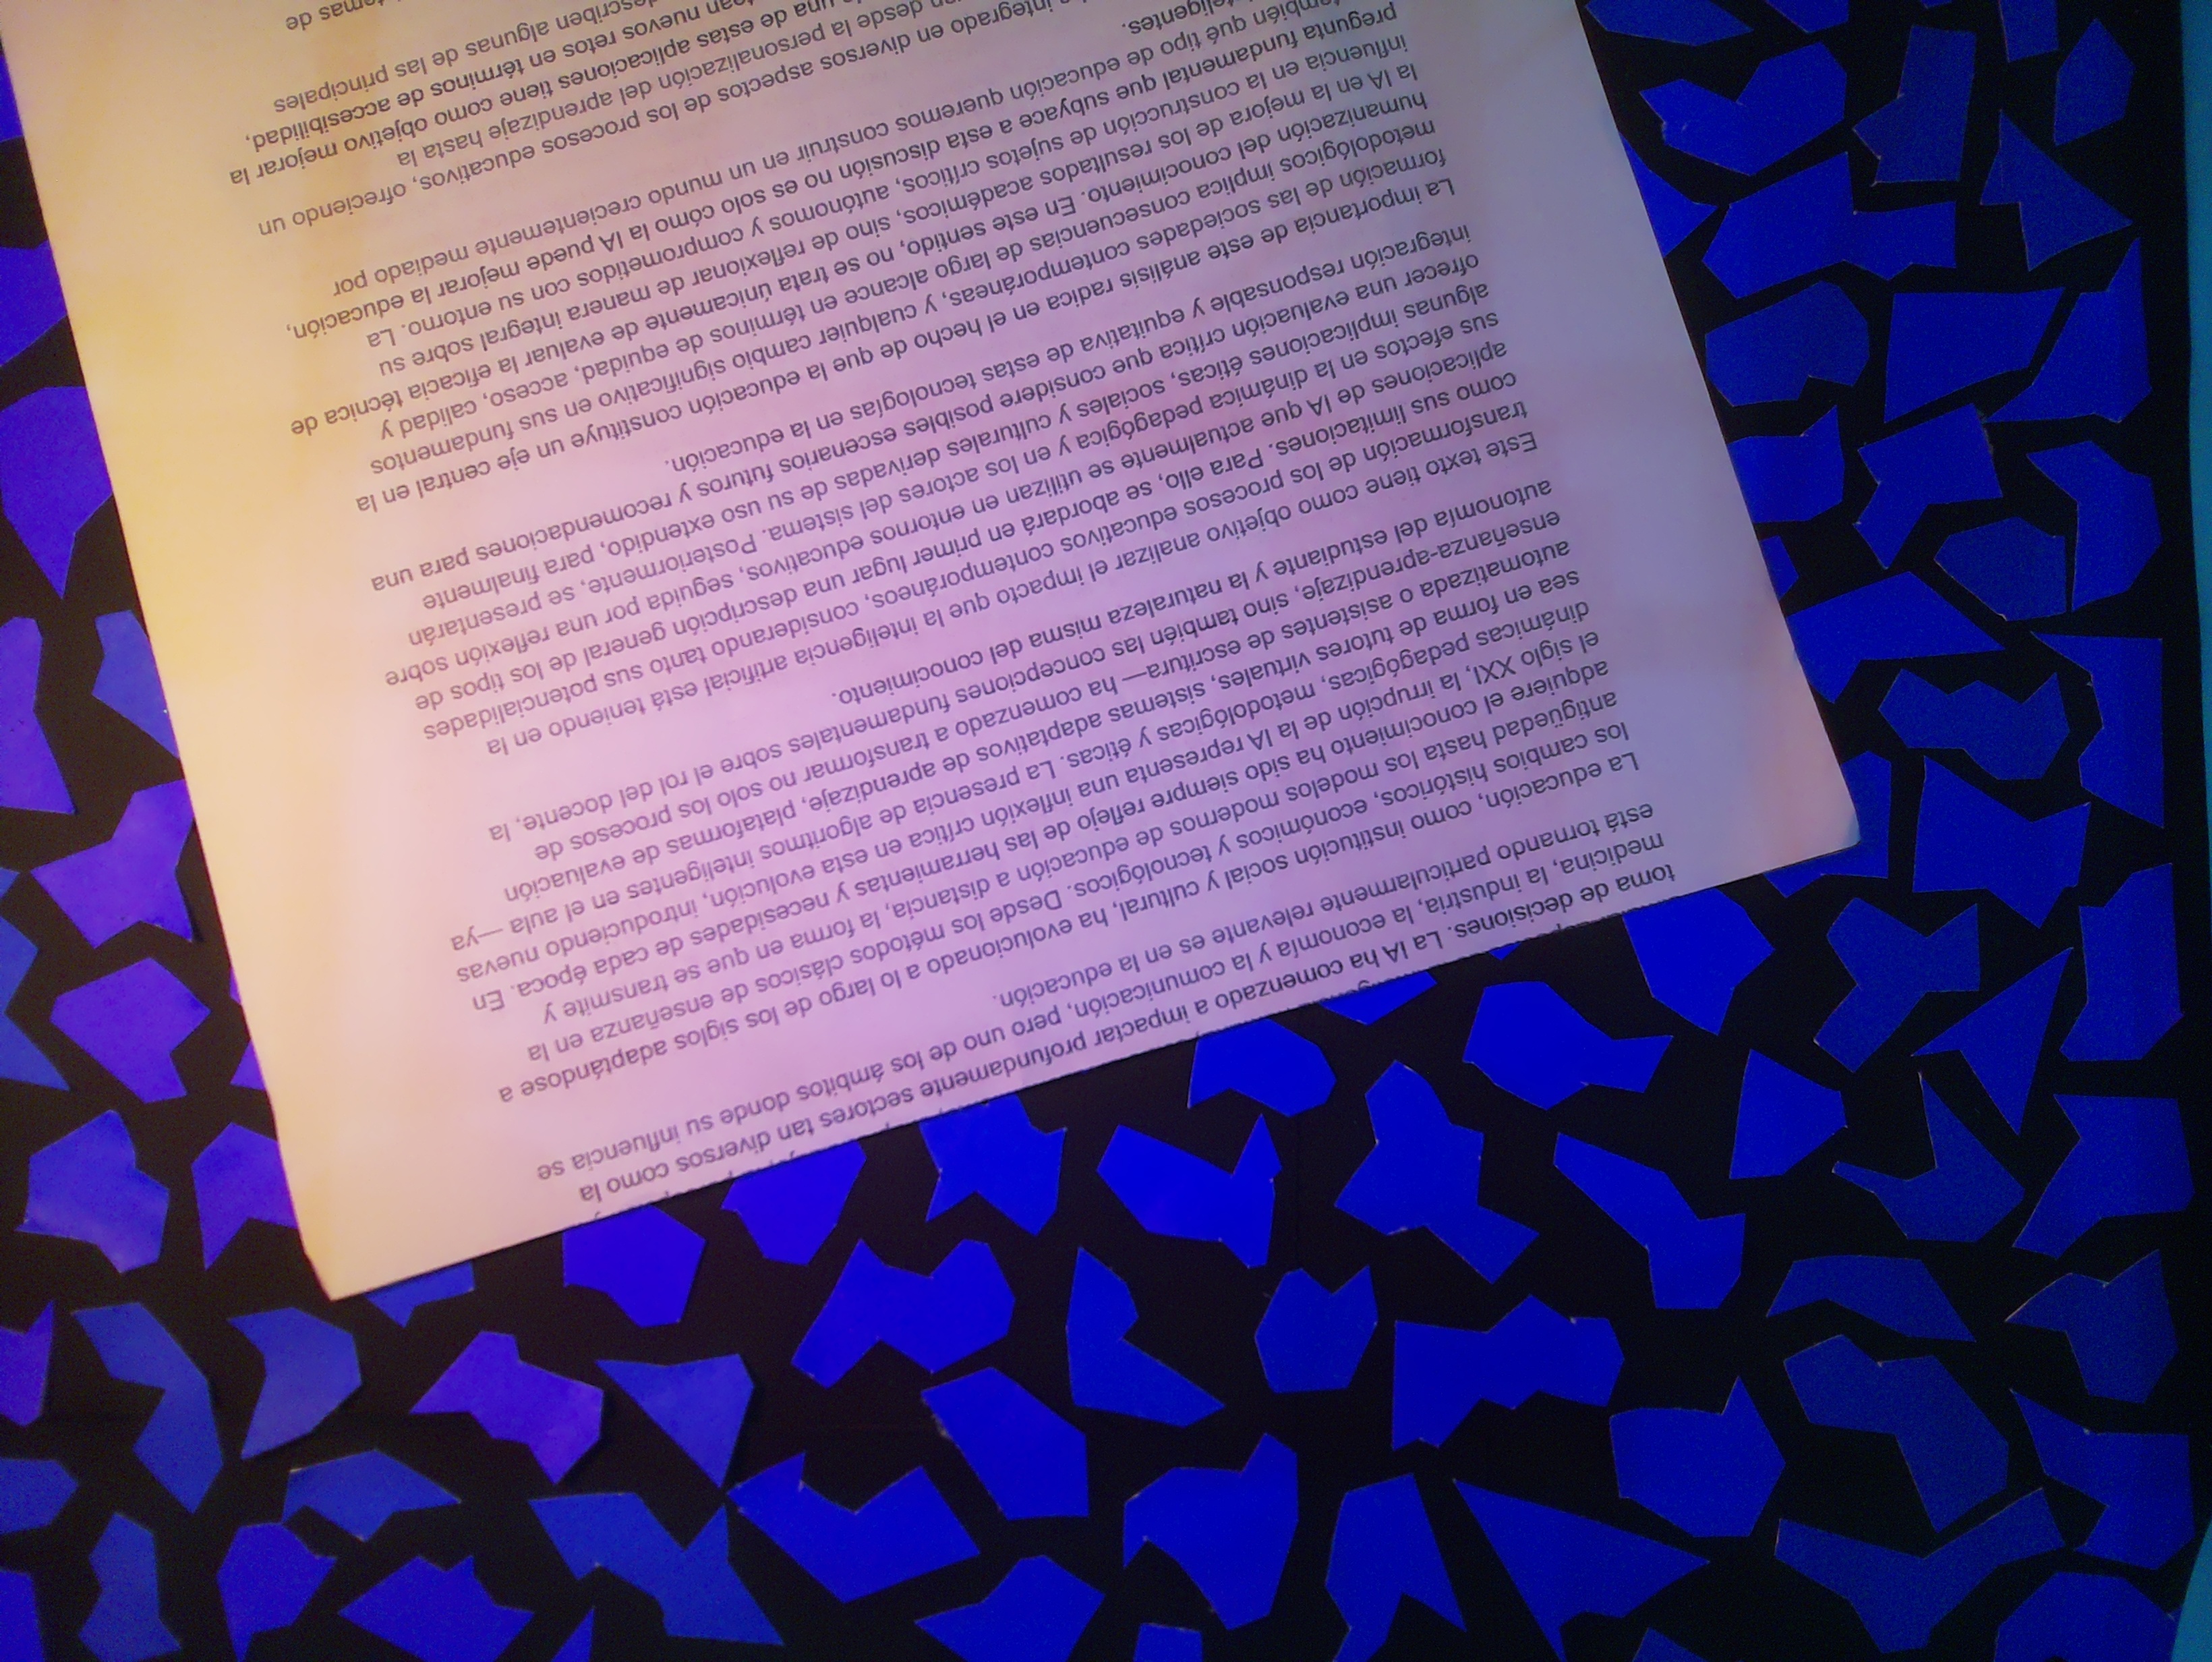 toma de decisiones. La IA ha comenzado a impactar profundamente sectores tan diversos como la
medicina, la industria, la economía y la comunicación, pero uno de los ámbitos donde su influencia se
está tornando particularmente relevante es en la educación.
La educación, como institución social y cultural, ha evolucionado a lo largo de los siglos adaptándose a
los cambios históricos, económicos y tecnológicos. Desde los métodos clásicos de enseñanza en la
antigüedad hasta los modelos modernos de educación a distancia, la forma en que se transmite y
adquiere el conocimiento ha sido siempre reflejo de las herramientas y necesidades de cada época. En
el siglo XXI, la irrupción de la IA representa una inflexión crítica en esta evolución, introduciendo nuevas
dinámicas pedagógicas, metodológicas y éticas. La presencia de algoritmos inteligentes en el aula —ya
sea en forma de tutores virtuales, sistemas adaptativos de aprendizaje, plataformas de evaluación
automatizada o asistentes de escritura— ha comenzado a transformar no solo los procesos de
enseñanza-aprendizaje, sino también las concepciones fundamentales sobre el rol del docente, la
autonomía del estudiante y la naturaleza misma del conocimiento.
Este texto tiene como objetivo analizar el impacto que la inteligencia artificial está teniendo en la
transformación de los procesos educativos contemporáneos, considerando tanto sus potencialidades
como sus limitaciones. Para ello, se abordará en primer lugar una descripción general de los tipos de
aplicaciones de IA que actualmente se utilizan en entornos educativos, seguida por una reflexión sobre
sus efectos en la dinámica pedagógica y en los actores del sistema. Posteriormente, se presentarán
algunas implicaciones éticas, sociales y culturales derivadas de su uso extendido, para finalmente
ofrecer una evaluación crítica que considere posibles escenarios futuros y recomendaciones para una
integración responsable y equitativa de estas tecnologías en la educación.
La importancia de este análisis radica en el hecho de que la educación constituye un eje central en la
formación de las sociedades contemporáneas, y cualquier cambio significativo en sus fundamentos
metodológicos implica consecuencias de largo alcance en términos de equidad, acceso, calidad y
humanización del conocimiento. En este sentido, no se trata únicamente de evaluar la eficacia técnica de
la IA en la mejora de los resultados académicos, sino de reflexionar de manera integral sobre su
influencia en la construcción de sujetos críticos, autónomos y comprometidos con su entorno. La
pregunta fundamental que subyace a esta discusión no es solo cómo la IA puede mejorar la educación,
también qué tipo de educación queremos construir en un mundo crecientemente mediado por
integrado en diversos aspectos de los procesos educativos, ofreciendo un
desde la personalización del aprendizaje hasta la
una de estas aplicaciones tiene como objetivo mejorar la
nuevos retos en términos de accesibilidad,
algunas de las principales